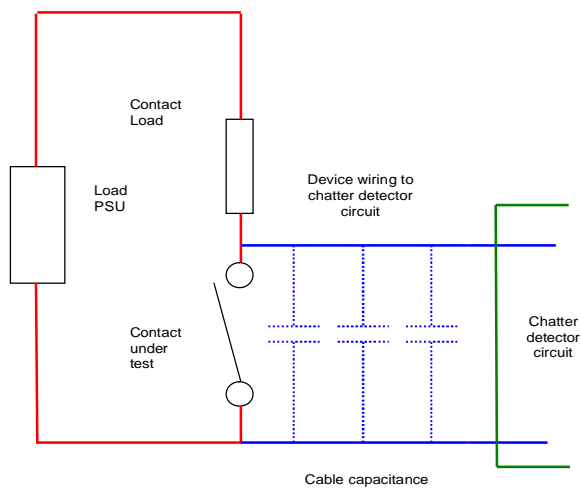 Contact
Load
Load
PSU
Device wiring to
chatter detector
circuit
Contact
under
test
Chatter
detector
circuit
Cable capacitance